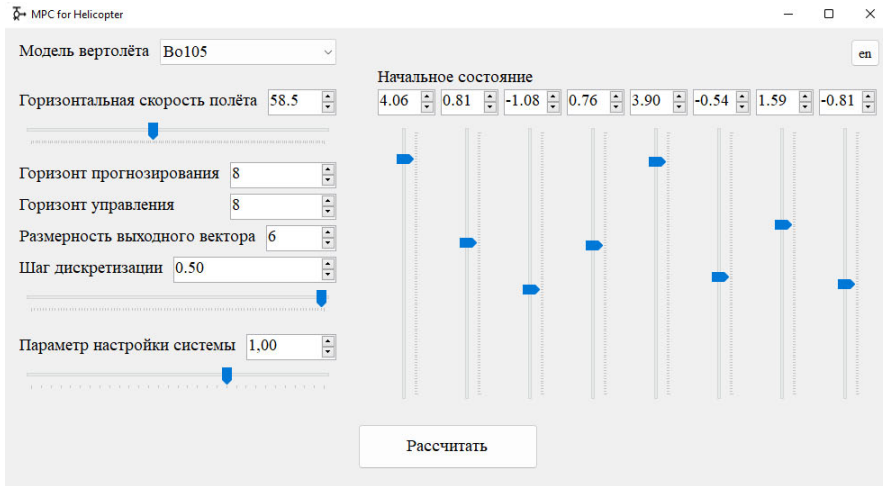 MPC for Helicopter
Модель вертолёта Bo105
en
Начальное состояние
Горизонтальная скорость полёта 58.5
4.06 0.81 -1.08 0.76 3.90 -0.54 1.59 -0.81
Горизонт прогнозирования 8
Горизонт управления 8
Размерность выходного вектора 6
Шаг дискретизации 0.50
Параметр настройки системы 1,00
Рассчитать